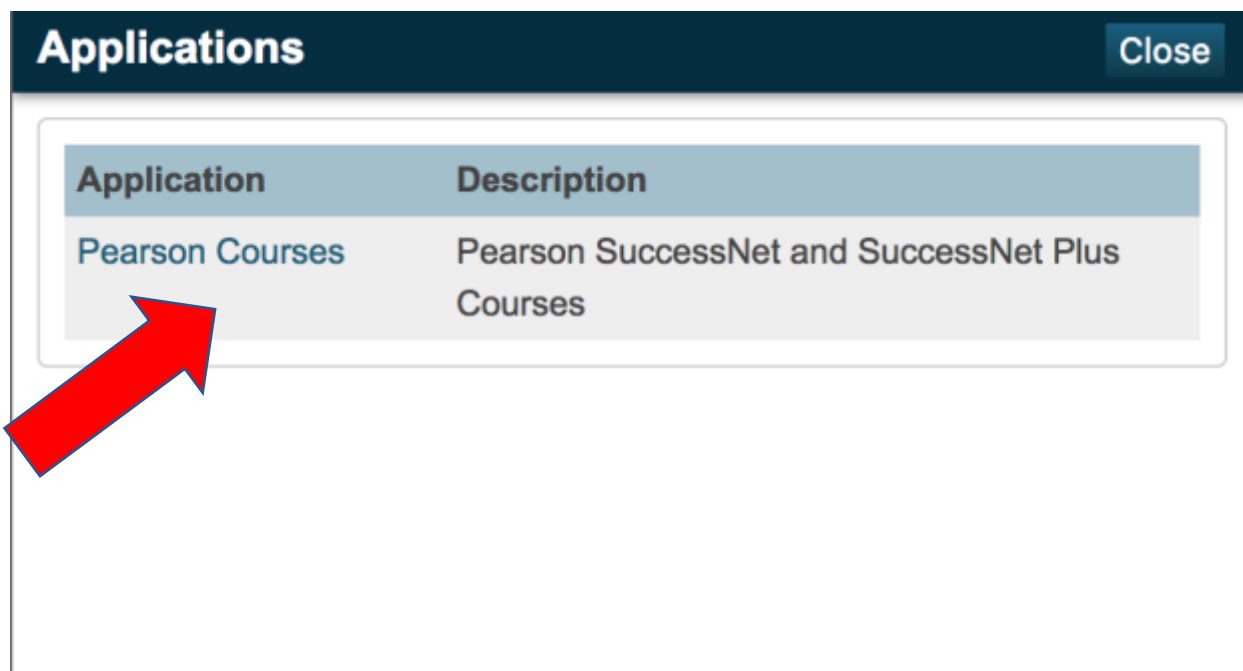 Applications Close
Application Description
Pearson Courses Pearson SuccessNet and SuccessNet Plus
Courses